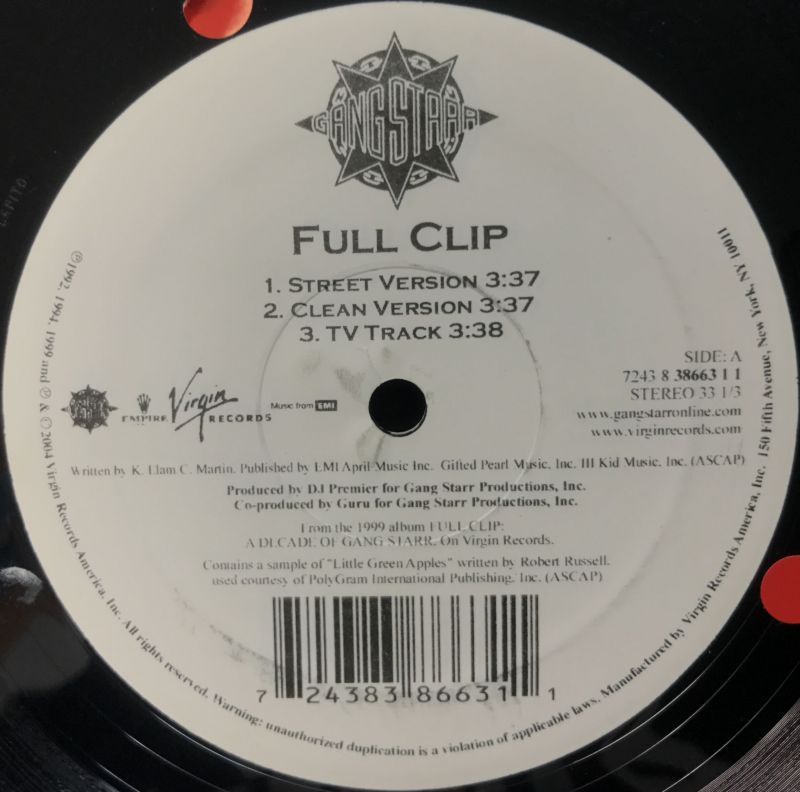 GANGSTARR
FULL CLIP
1. STREET VERSION 3:37
2. CLEAN VERSION 3:37
3. TV TRACK 3:38
SIDE: A
7243 8 38663 1 1
STEREO 33 1/3
www.gangstarronline.com
www.virginrecords.com
GANGSTARR
EMPIRE
Virgin
RECORDS
Music from EMI
Written by K. Elam C. Martin. Published by EMI April Music Inc. Gifted Pearl Music, Inc. Ill Kid Music, Inc. (ASCAP)
Produced by DJ Premier for Gang Starr Productions, Inc.
Co-produced by Guru for Gang Starr Productions, Inc.
From the 1999 album FULL CLIP:
A DECADE OF GANG STARR. On Virgin Records.
Contains a sample of "Little Green Apples" written by Robert Russell.
used courtesy of PolyGram International Publishing, Inc. (ASCAP)
7 24383 86631 1
℗1992, 1994, 1999 and ℗ & ©2004 Virgin Records America, Inc. All rights reserved. Warning: unauthorized duplication is a violation of applicable laws. Manufactured by Virgin Records America, Inc. 150 Fifth Avenue, New York, NY 10011